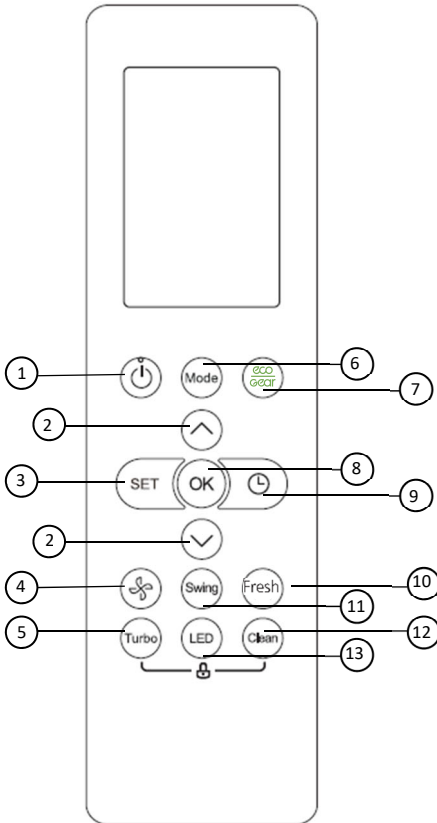 1
Mode
eco
Gear
6
7
2
3
SET
OK
8
9
2
4
Swing
Fresh
10
11
5
Turbo
LED
Clean
12
13